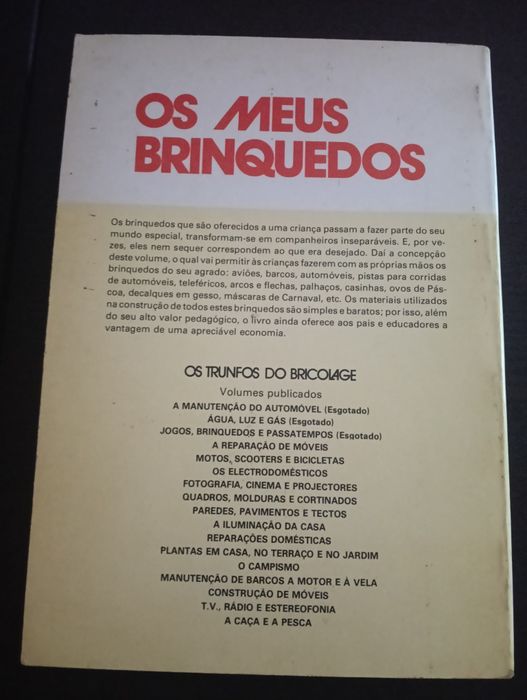 OS MEUS
BRINQUEDOS
Os brinquedos que são oferecidos a uma criança passam a fazer parte do seu
mundo especial, transformam-se em companheiros inseparáveis. E, por ve-
zes, eles nem sequer correspondem ao que era desejado. Daí a concepção
deste volume, o qual vai permitir às crianças fazerem com as próprias mãos os
brinquedos do seu agrado: aviões, barcos, automóveis, pistas para corridas
de automóveis, teleféricos, arcos e flechas, palhaços, casinhas, ovos de Pás-
coa, decalques em gesso, máscaras de Carnaval, etc. Os materiais utilizados
na construção de todos estes brinquedos são simples e baratos; por isso, além
do seu alto valor pedagógico, o livro ainda oferece aos pais e educadores a
vantagem de uma apreciável economia.
OS TRUNFOS DO BRICOLAGE
Volumes publicados
A MANUTENÇÃO DO AUTOMÓVEL (Esgotado)
ÁGUA, LUZ E GÁS (Esgotado)
JOGOS, BRINQUEDOS E PASSATEMPOS (Esgotado)
A REPARAÇÃO DE MÓVEIS
MOTOS, SCOOTERS E BICICLETAS
OS ELECTRODOMÉSTICOS
FOTOGRAFIA, CINEMA E PROJECTORES
QUADROS, MOLDURAS E CORTINADOS
PAREDES, PAVIMENTOS E TECTOS
A ILUMINAÇÃO DA CASA
REPARAÇÕES DOMÉSTICAS
PLANTAS EM CASA, NO TERRAÇO E NO JARDIM
O CAMPISMO
MANUTENÇÃO DE BARCOS A MOTOR E À VELA
CONSTRUÇÃO DE MÓVEIS
T.V., RÁDIO E ESTEREOFONIA
A CAÇA E A PESCA